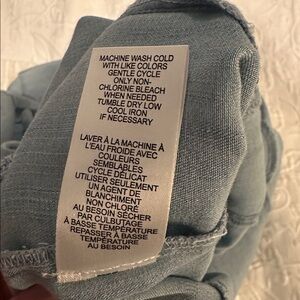 MACHINE WASH COLD
WITH LIKE COLORS
GENTLE CYCLE
ONLY NON-
CHLORINE BLEACH
WHEN NEEDED
TUMBLE DRY LOW
COOL IRON
IF NECESSARY
LAVER À LA MACHINE À
L'EAU FROIDE AVEC
COULEURS
SEMBLABLES
CYCLE DÉLICAT
UTILISER SEULEMENT
UN AGENT DE
BLANCHIMENT
NON CHLORÉ
AU BESOIN SÉCHER
PAR CULBUTAGE
À BASSE TEMPÉRATURE
REPASSER À BASSE
TEMPÉRATURE
AU BESOIN